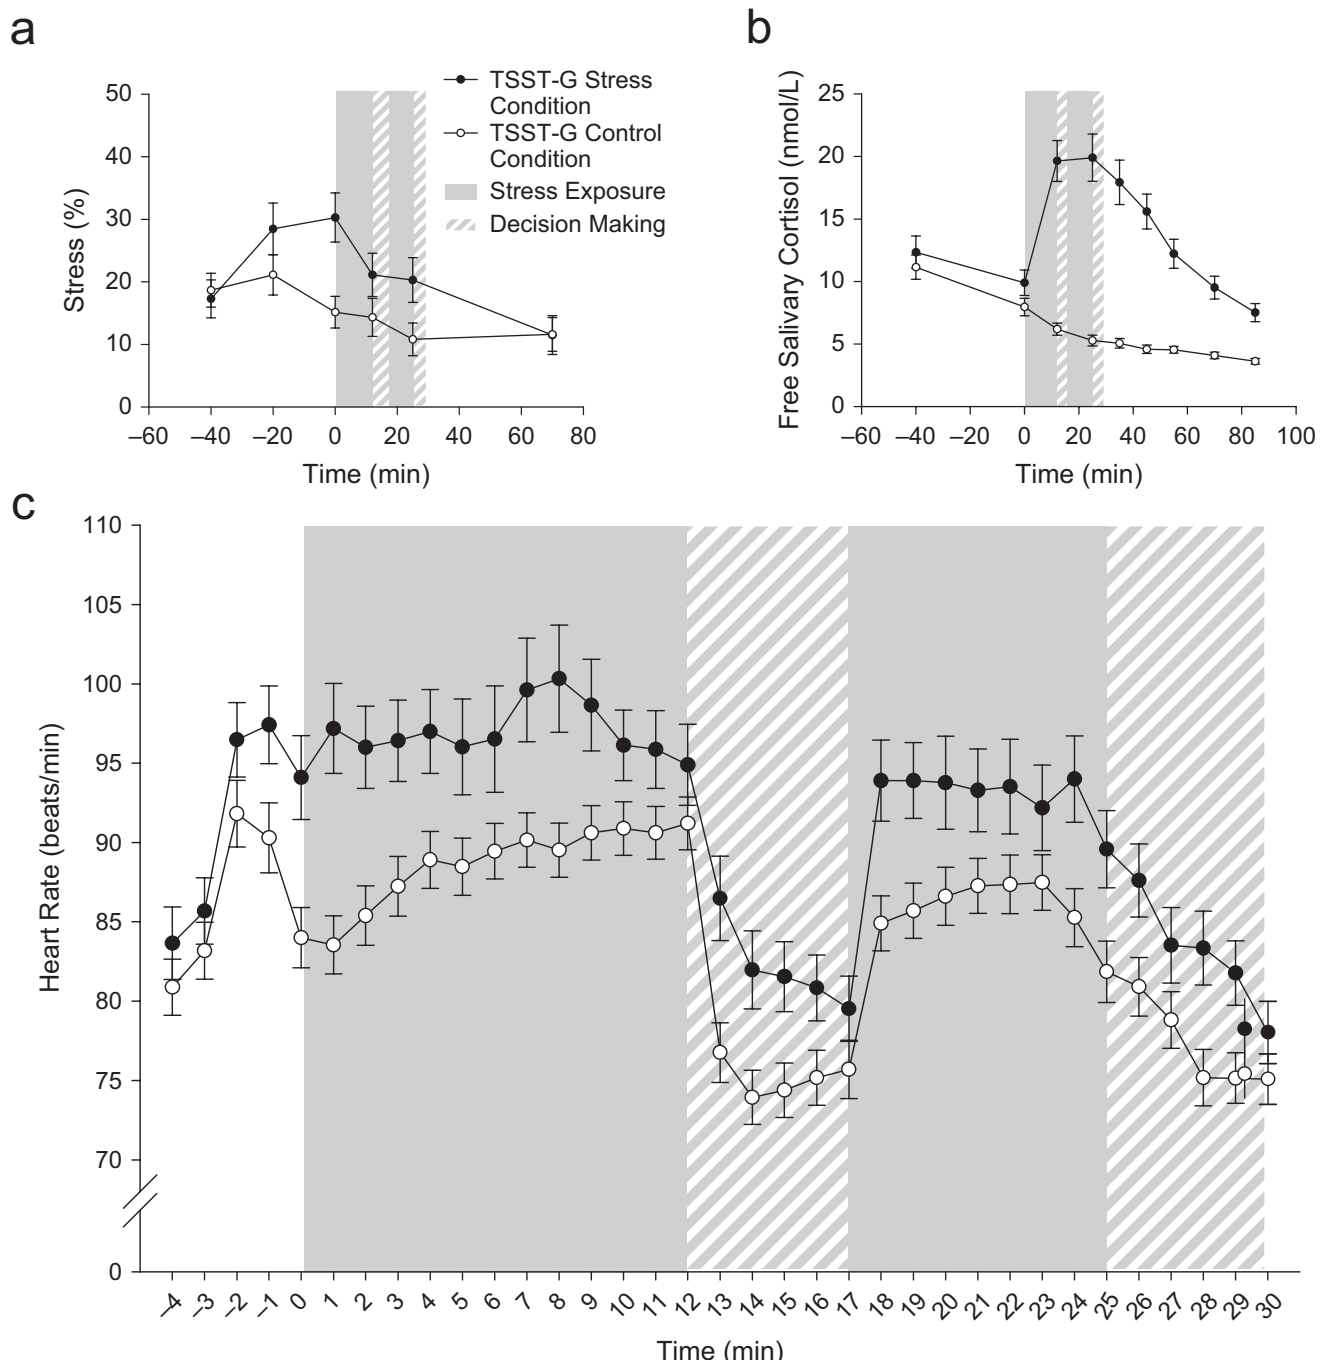 a
b
TSST-G Stress
Condition
TSST-G Control
Condition
Stress Exposure
Decision Making
50
40
30
20
10
0
Stress (%)
–60 –40 –20 0 20 40 60 80
Time (min)
25
20
15
10
5
0
Free Salivary Cortisol (nmol/L)
–60 –40 –20 0 20 40 60 80 100
Time (min)
c
110
105
100
95
90
85
80
75
70
0
Heart Rate (beats/min)
–4 –3 –2 –1 0 1 2 3 4 5 6 7 8 9 10 11 12 13 14 15 16 17 18 19 20 21 22 23 24 25 26 27 28 29 30
Time (min)